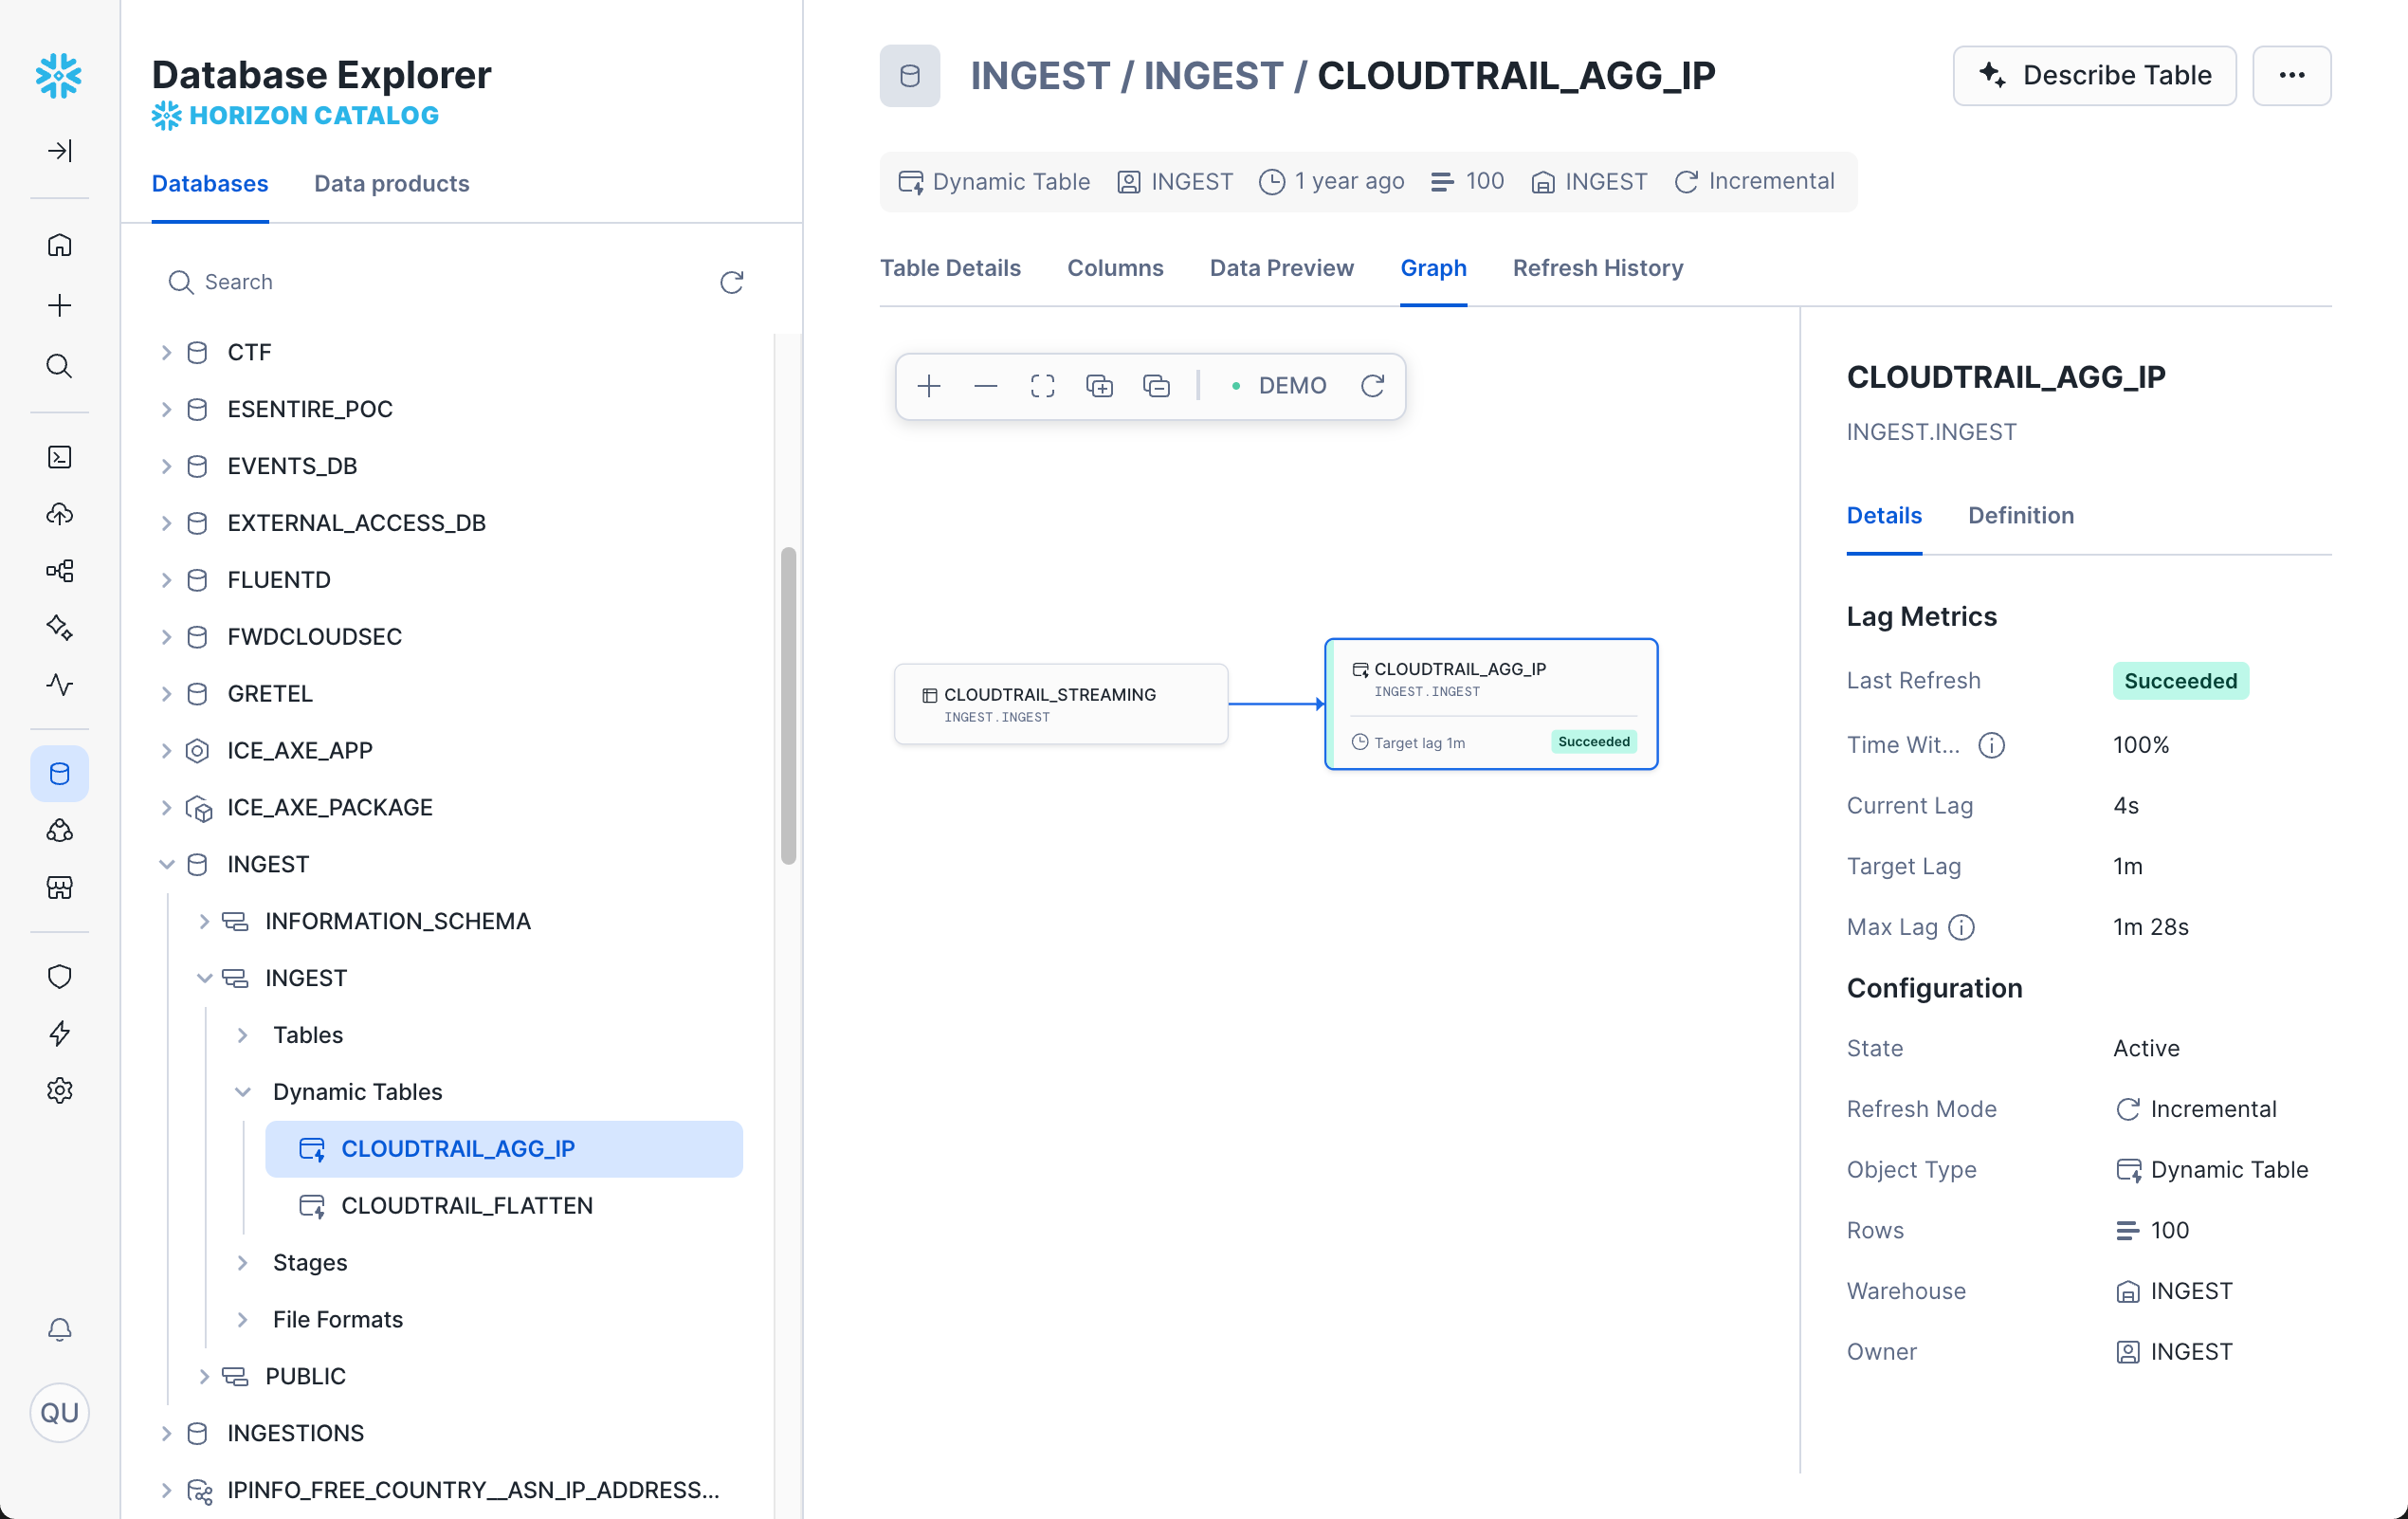 Database Explorer
HORIZON CATALOG
Databases
Data products
Search
CTF
ESENTIRE_POC
EVENTS_DB
EXTERNAL_ACCESS_DB
FLUENTD
FWDCLOUDSEC
GRETEL
ICE_AXE_APP
ICE_AXE_PACKAGE
INGEST
INFORMATION_SCHEMA
INGEST
Tables
Dynamic Tables
CLOUDTRAIL_AGG_IP
CLOUDTRAIL_FLATTEN
Stages
File Formats
PUBLIC
INGESTIONS
IPINFO_FREE_COUNTRY__ASN_IP_ADDRESS...
QU
INGEST / INGEST / CLOUDTRAIL_AGG_IP
Describe Table
Dynamic Table INGEST 1 year ago 100 INGEST Incremental
Table Details
Columns
Data Preview
Graph
Refresh History
DEMO
CLOUDTRAIL_STREAMING
INGEST.INGEST
CLOUDTRAIL_AGG_IP
INGEST.INGEST
Target lag 1m Succeeded
CLOUDTRAIL_AGG_IP
INGEST.INGEST
Details
Definition
Lag Metrics
Last Refresh Succeeded
Time Wit... 100%
Current Lag 4s
Target Lag 1m
Max Lag 1m 28s
Configuration
State Active
Refresh Mode Incremental
Object Type Dynamic Table
Rows 100
Warehouse INGEST
Owner INGEST